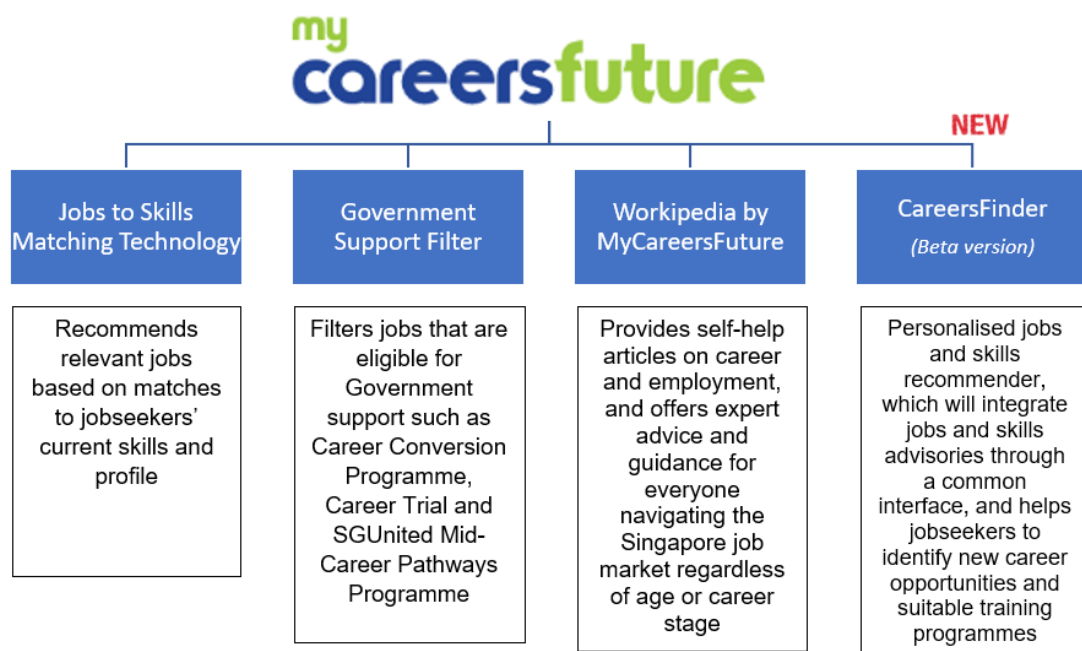 my
careersfuture
NEW
Jobs to Skills
Matching Technology
Recommends
relevant jobs
based on matches
to jobseekers’
current skills and
profile
Government
Support Filter
Filters jobs that are
eligible for
Government
support such as
Career Conversion
Programme,
Career Trial and
SGUnited Mid-
Career Pathways
Programme
Workipedia by
MyCareersFuture
Provides self-help
articles on career
and employment,
and offers expert
advice and
guidance for
everyone
navigating the
Singapore job
market regardless
of age or career
stage
CareersFinder
(Beta version)
Personalised jobs
and skills
recommender,
which will integrate
jobs and skills
advisories through
a common
interface, and helps
jobseekers to
identify new career
opportunities and
suitable training
programmes